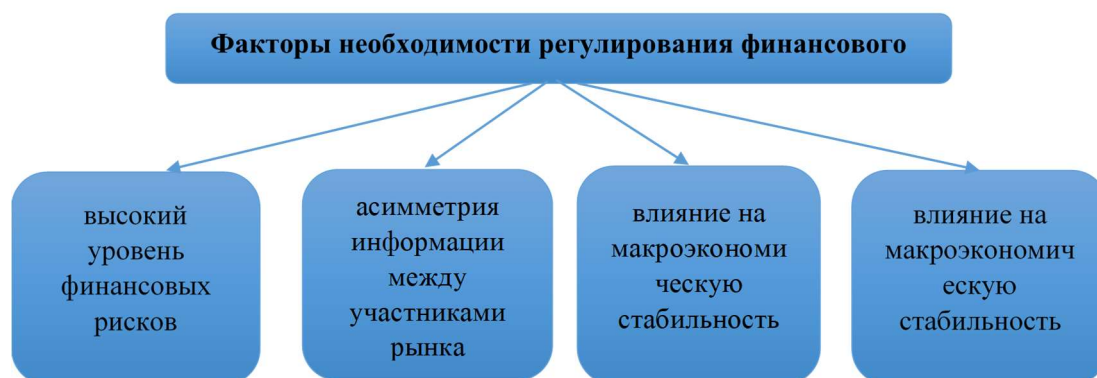 Факторы необходимости регулирования финансового
высокий
уровень
финансовых
рисков
асимметрия
информации
между
участниками
рынка
влияние на
макроэкономи
ческую
стабильность
влияние на
макроэкономич
ескую
стабильность